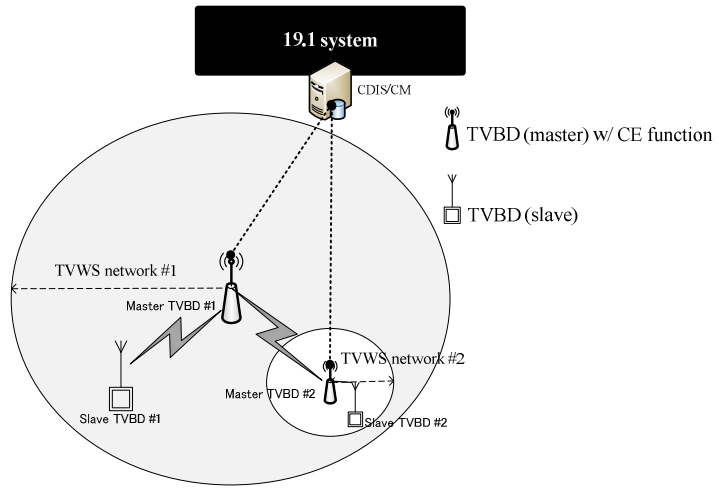 19.1 system
CDIS/CM
TVBD (master) w/ CE function
TVBD (slave)
TVWS network #1
Master TVBD #1
TVWS network #2
Master TVBD #2
Slave TVBD #1
Slave TVBD #2